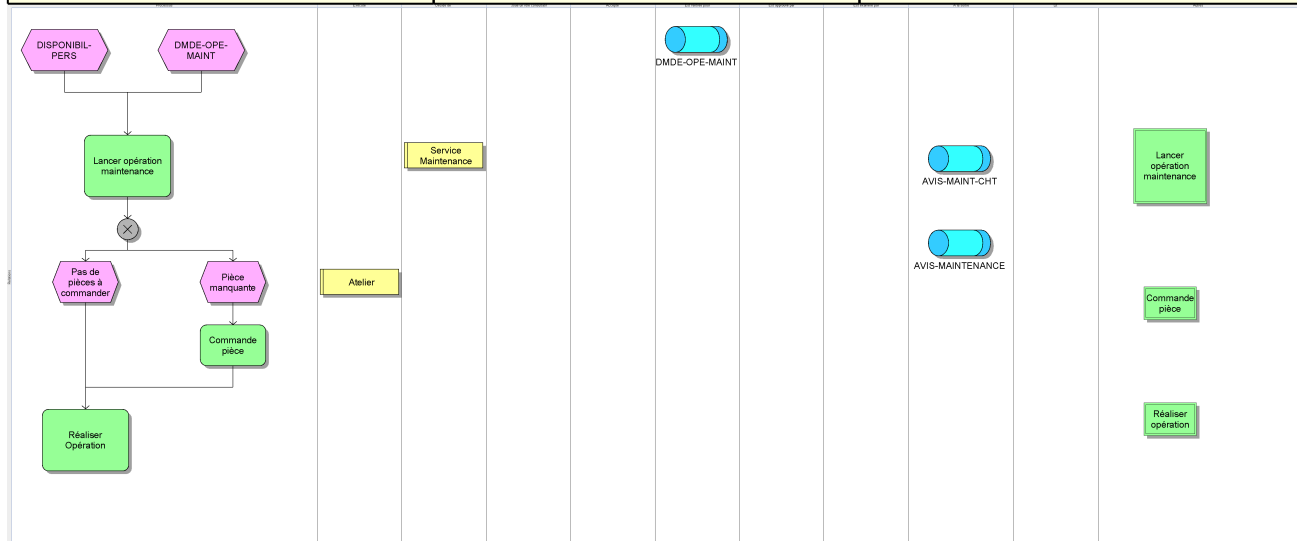 DISPONIBIL-
PERS
DMDE-OPE-
MAINT
DMDE-OPE-MAINT
Lancer opération
maintenance
Service
Maintenance
AVIS-MAINT-CHT
Lancer
opération
maintenance
AVIS-MAINTENANCE
Pas de
pièces à
commander
Pièce
manquante
Atelier
Commande
pièce
Commande
pièce
Réaliser
Opération
Réaliser
opération